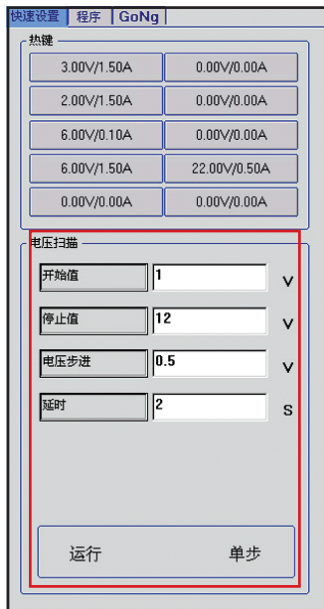 快速设置 程序 GoNg
热键
3.00V/1.50A 0.00V/0.00A
2.00V/1.50A 0.00V/0.00A
6.00V/0.10A 0.00V/0.00A
6.00V/1.50A 22.00V/0.50A
0.00V/0.00A 0.00V/0.00A
电压扫描
开始值 1 V
停止值 12 V
电压步进 0.5 V
延时 2 S
运行 单步